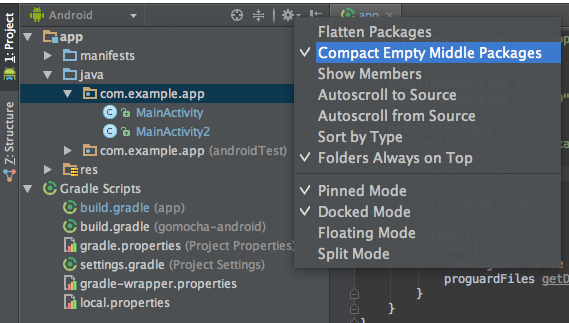 Android
app
1: Project
Z: Structure
app
manifests
java
com.example.app
MainActivity
MainActivity2
com.example.app (androidTest)
res
Gradle Scripts
build.gradle (app)
build.gradle (gomocha-android)
gradle.properties (Project Properties)
settings.gradle (Project Settings)
gradle-wrapper.properties
local.properties
Flatten Packages
Compact Empty Middle Packages
Show Members
Autoscroll to Source
Autoscroll from Source
Sort by Type
Folders Always on Top
Pinned Mode
Docked Mode
Floating Mode
Split Mode
proguardFiles getD
}
}